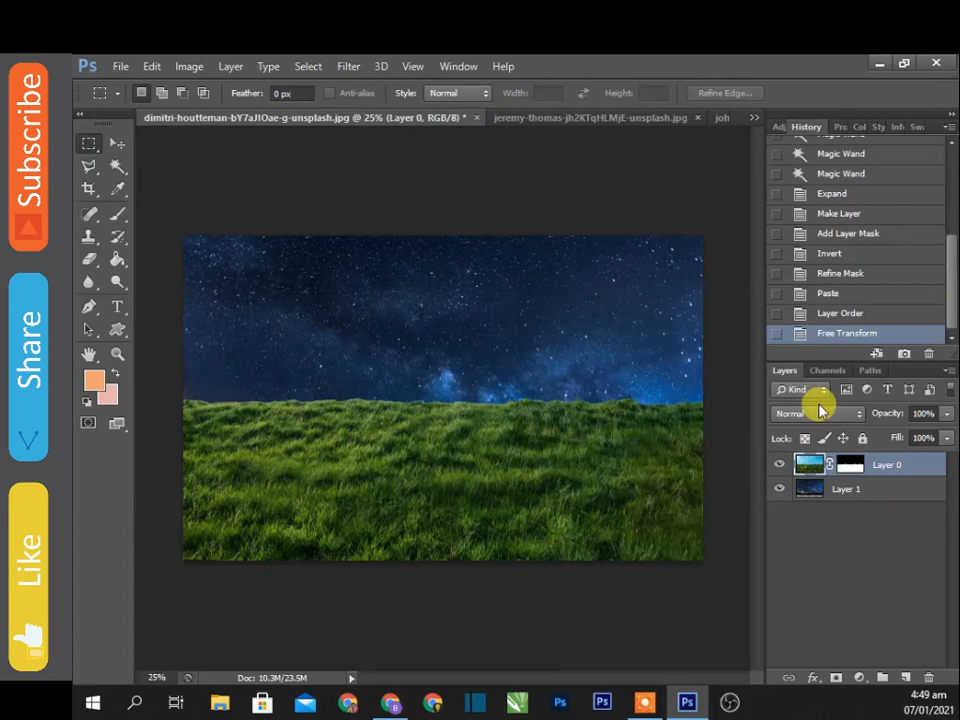 Subscribe
Share
Like
Ps File Edit Image Layer Type Select Filter 3D View Window Help
Feather: 0 px Anti-alias Style: Normal Width: Height: Refine Edge...
dimitri-houtteman-bY7aJIOae-g-unsplash.jpg @ 25% (Layer 0, RGB/8) * × jeremy-thomas-jh2KTqHLMjE-unsplash.jpg × joh
Adj History Pro Col Sty Info Swa
Magic Wand
Magic Wand
Magic Wand
Expand
Make Layer
Add Layer Mask
Invert
Refine Mask
Paste
Layer Order
Free Transform
Layers Channels Paths
Kind
Normal Opacity: 100%
Lock: Fill: 100%
Layer 0
Layer 1
25% Doc: 10.3M/23.5M
4:49 am
07/01/2021